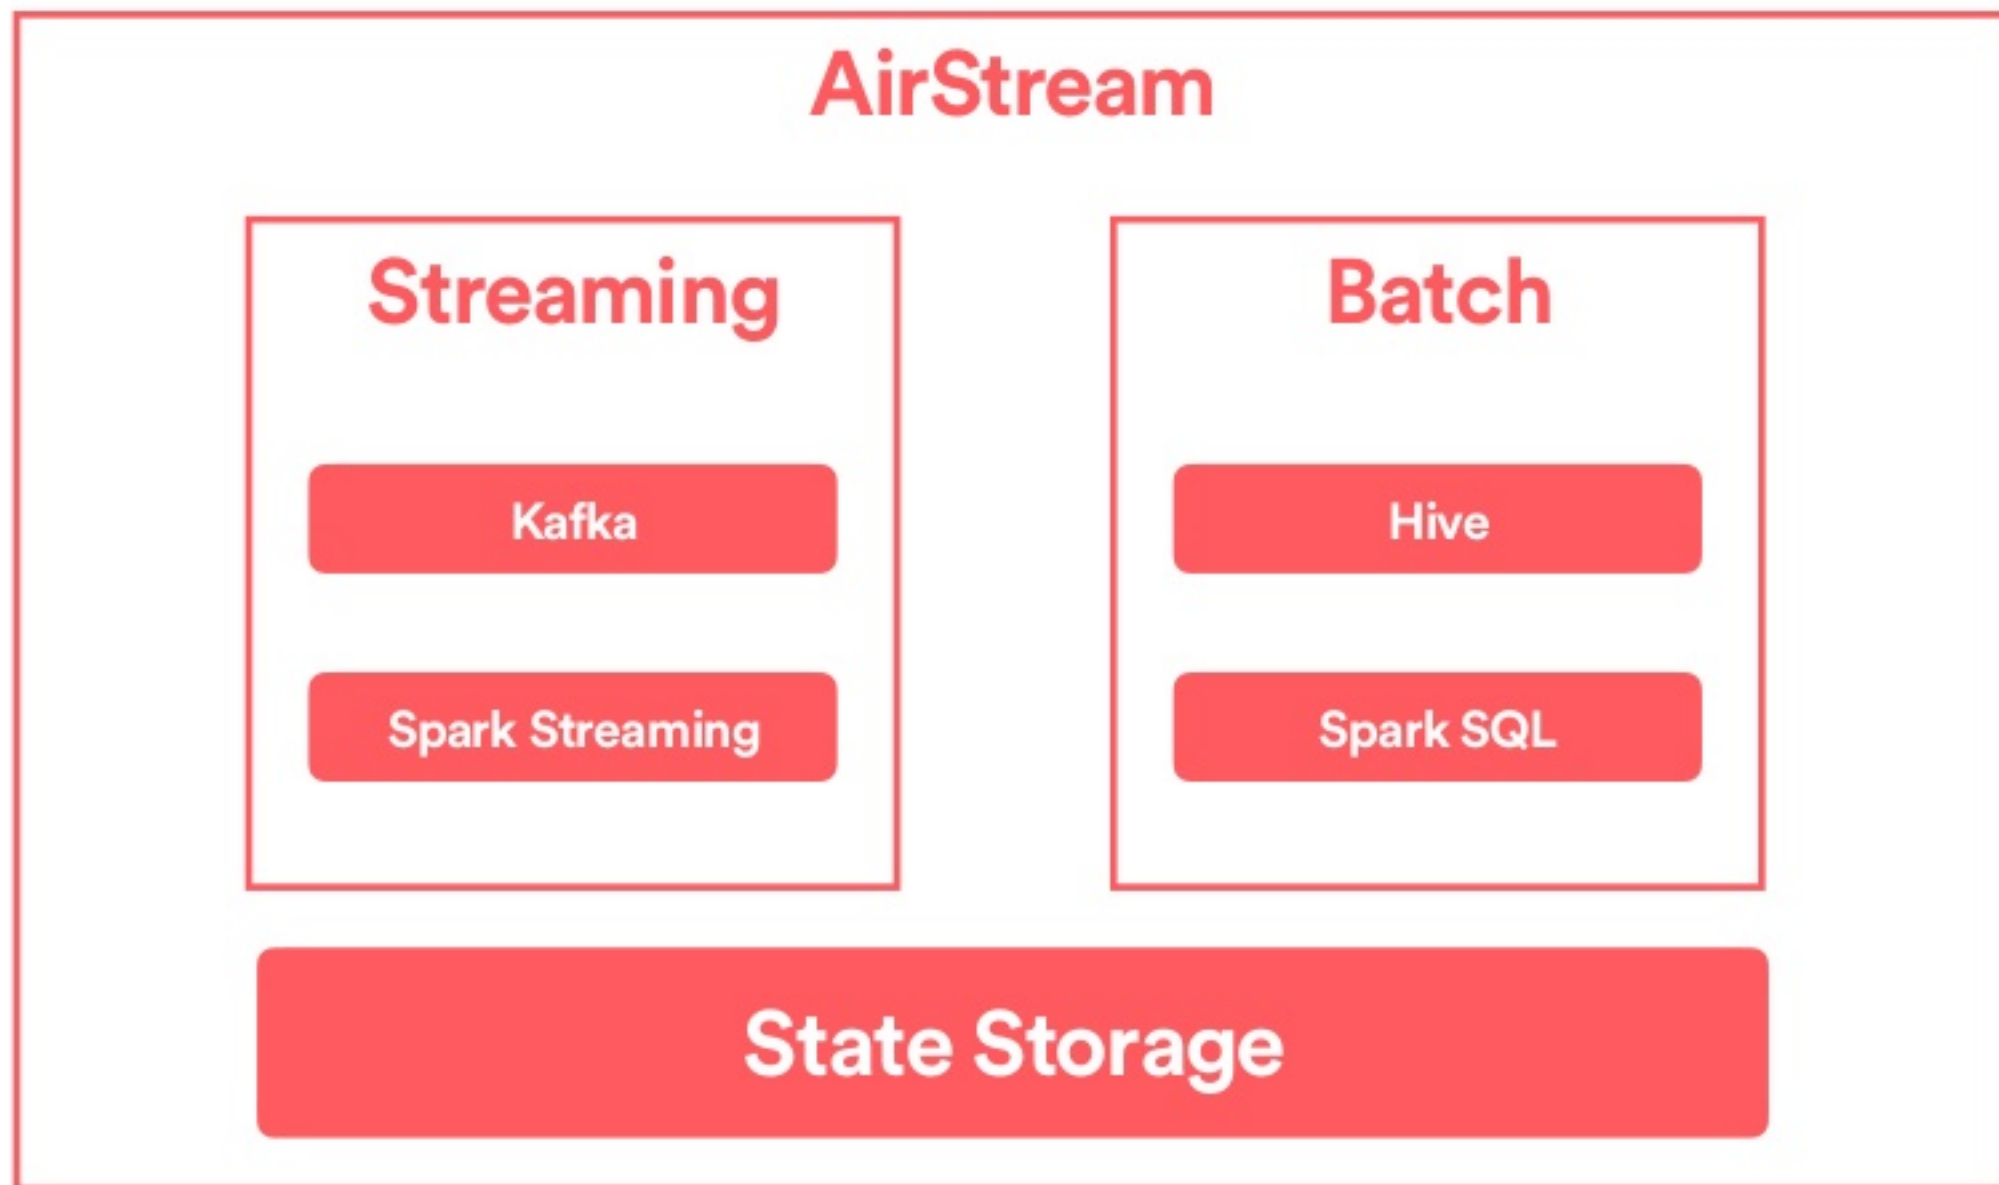 AirStream
Streaming
Kafka
Spark Streaming
Batch
Hive
Spark SQL
State Storage